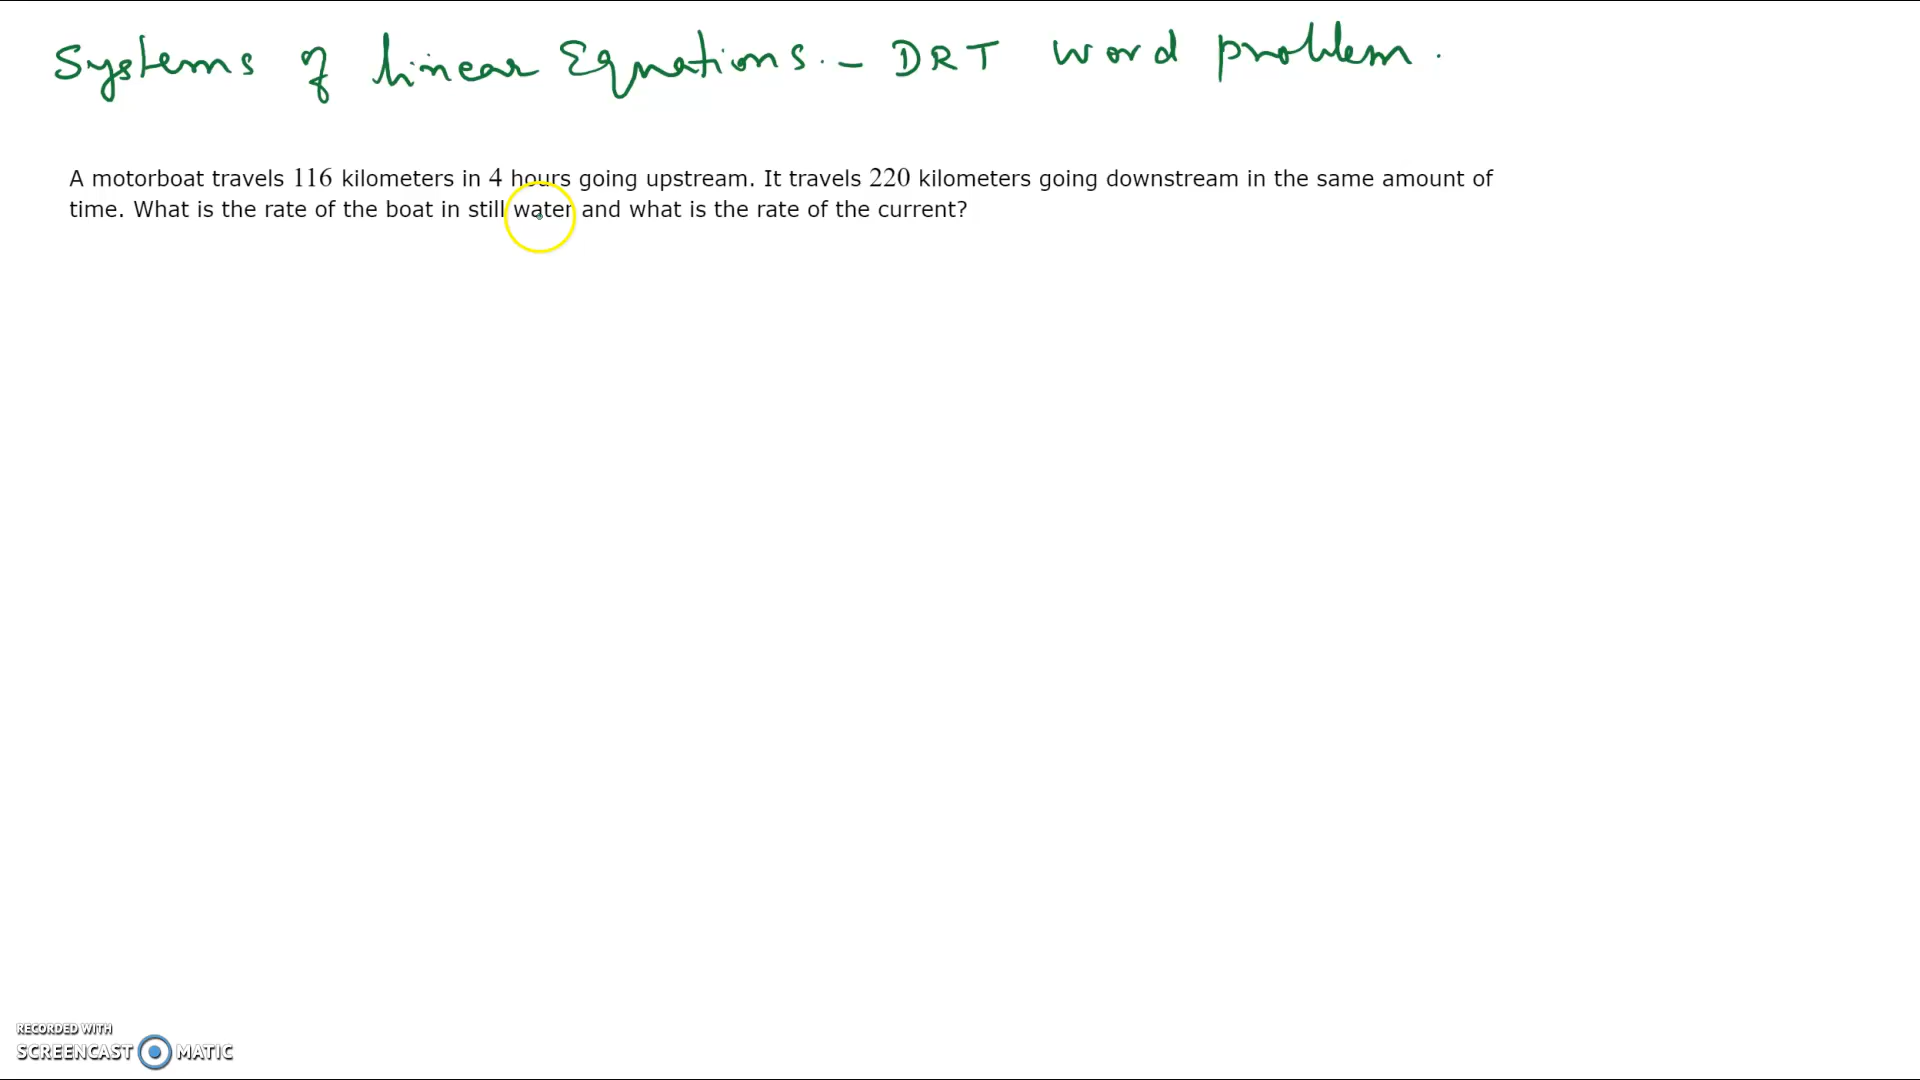 Systems of Linear Equations. - DRT word problem.
A motorboat travels 116 kilometers in 4 hours going upstream. It travels 220 kilometers going downstream in the same amount of
time. What is the rate of the boat in still water and what is the rate of the current?
RECORDED WITH
SCREENCAST MATIC